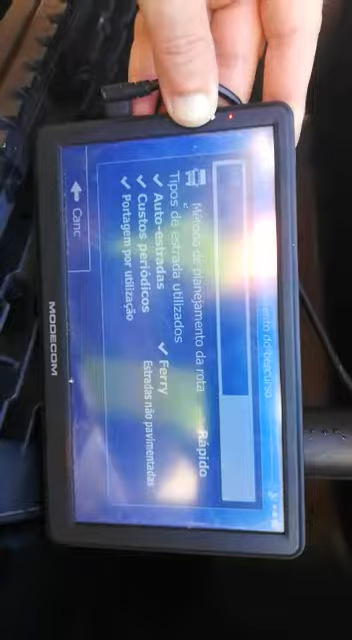 ento do percurso
Método de planejamento da rota Rápido
Tipos de estrada utilizados
Auto-estradas
Ferry
Custos periódicos
Estradas não pavimentadas
Portagem por utilização
Canc
MODECOM